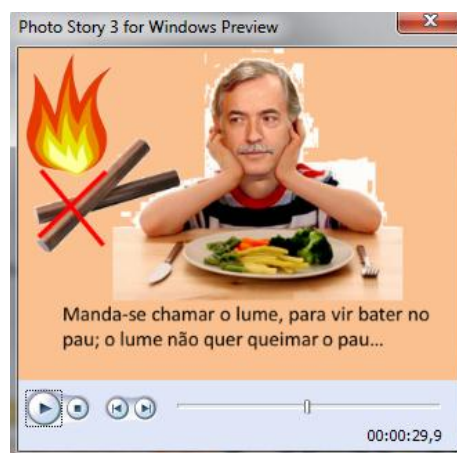 Photo Story 3 for Windows Preview
Manda-se chamar o lume, para vir bater no
pau; o lume não quer queimar o pau...
00:00:29,9